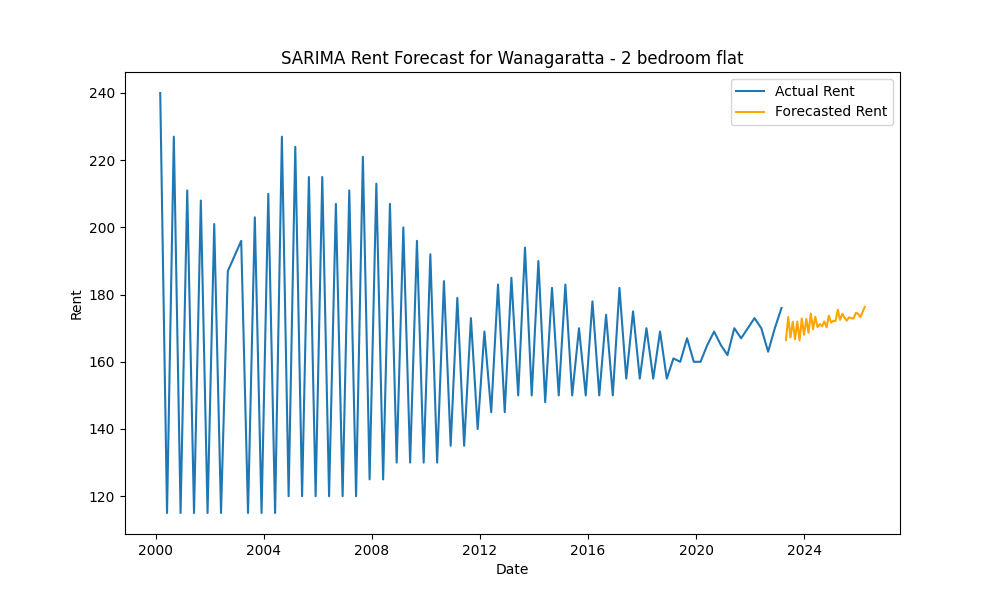 SARIMA Rent Forecast for Wanagaratta - 2 bedroom flat
Actual Rent
Forecasted Rent
240
220
200
180
160
140
120
Rent
2000
2004
2008
2012
2016
2020
2024
Date